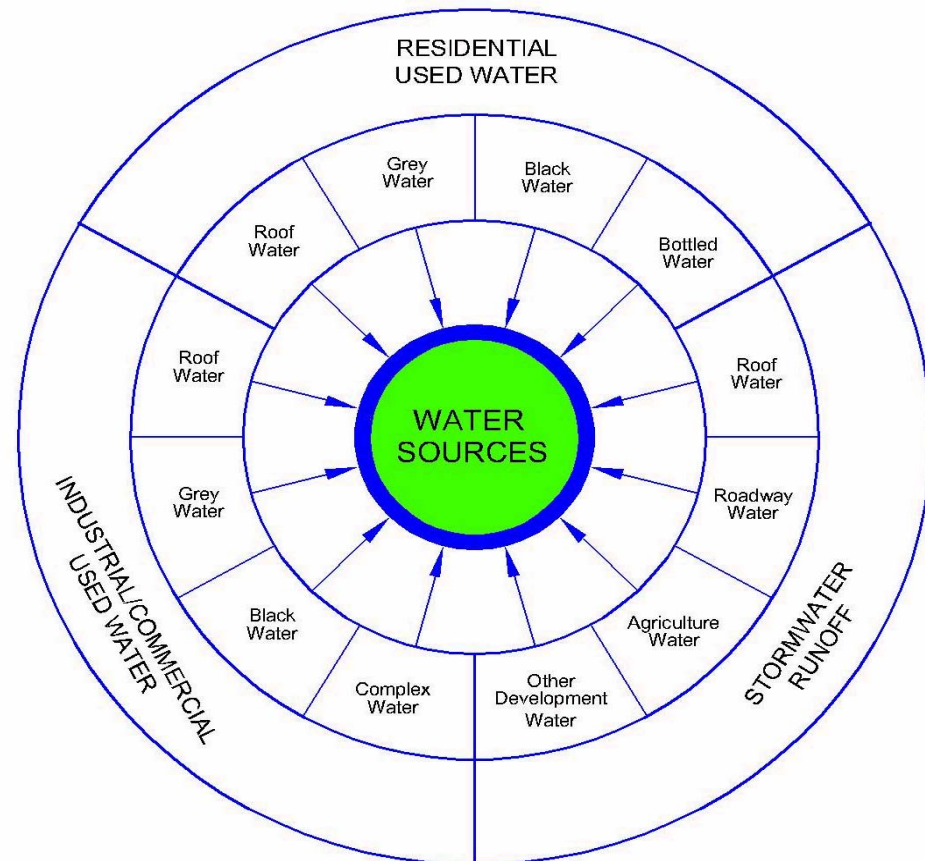 RESIDENTIAL
USED WATER
Grey
Water
Black
Water
Roof
Water
Bottled
Water
Roof
Water
Roof
Water
WATER
SOURCES
Grey
Water
Roadway
Water
INDUSTRIAL/COMMERCIAL
USED WATER
Black
Water
Agriculture
Water
STORMWATER
RUNOFF
Complex
Water
Other
Development
Water